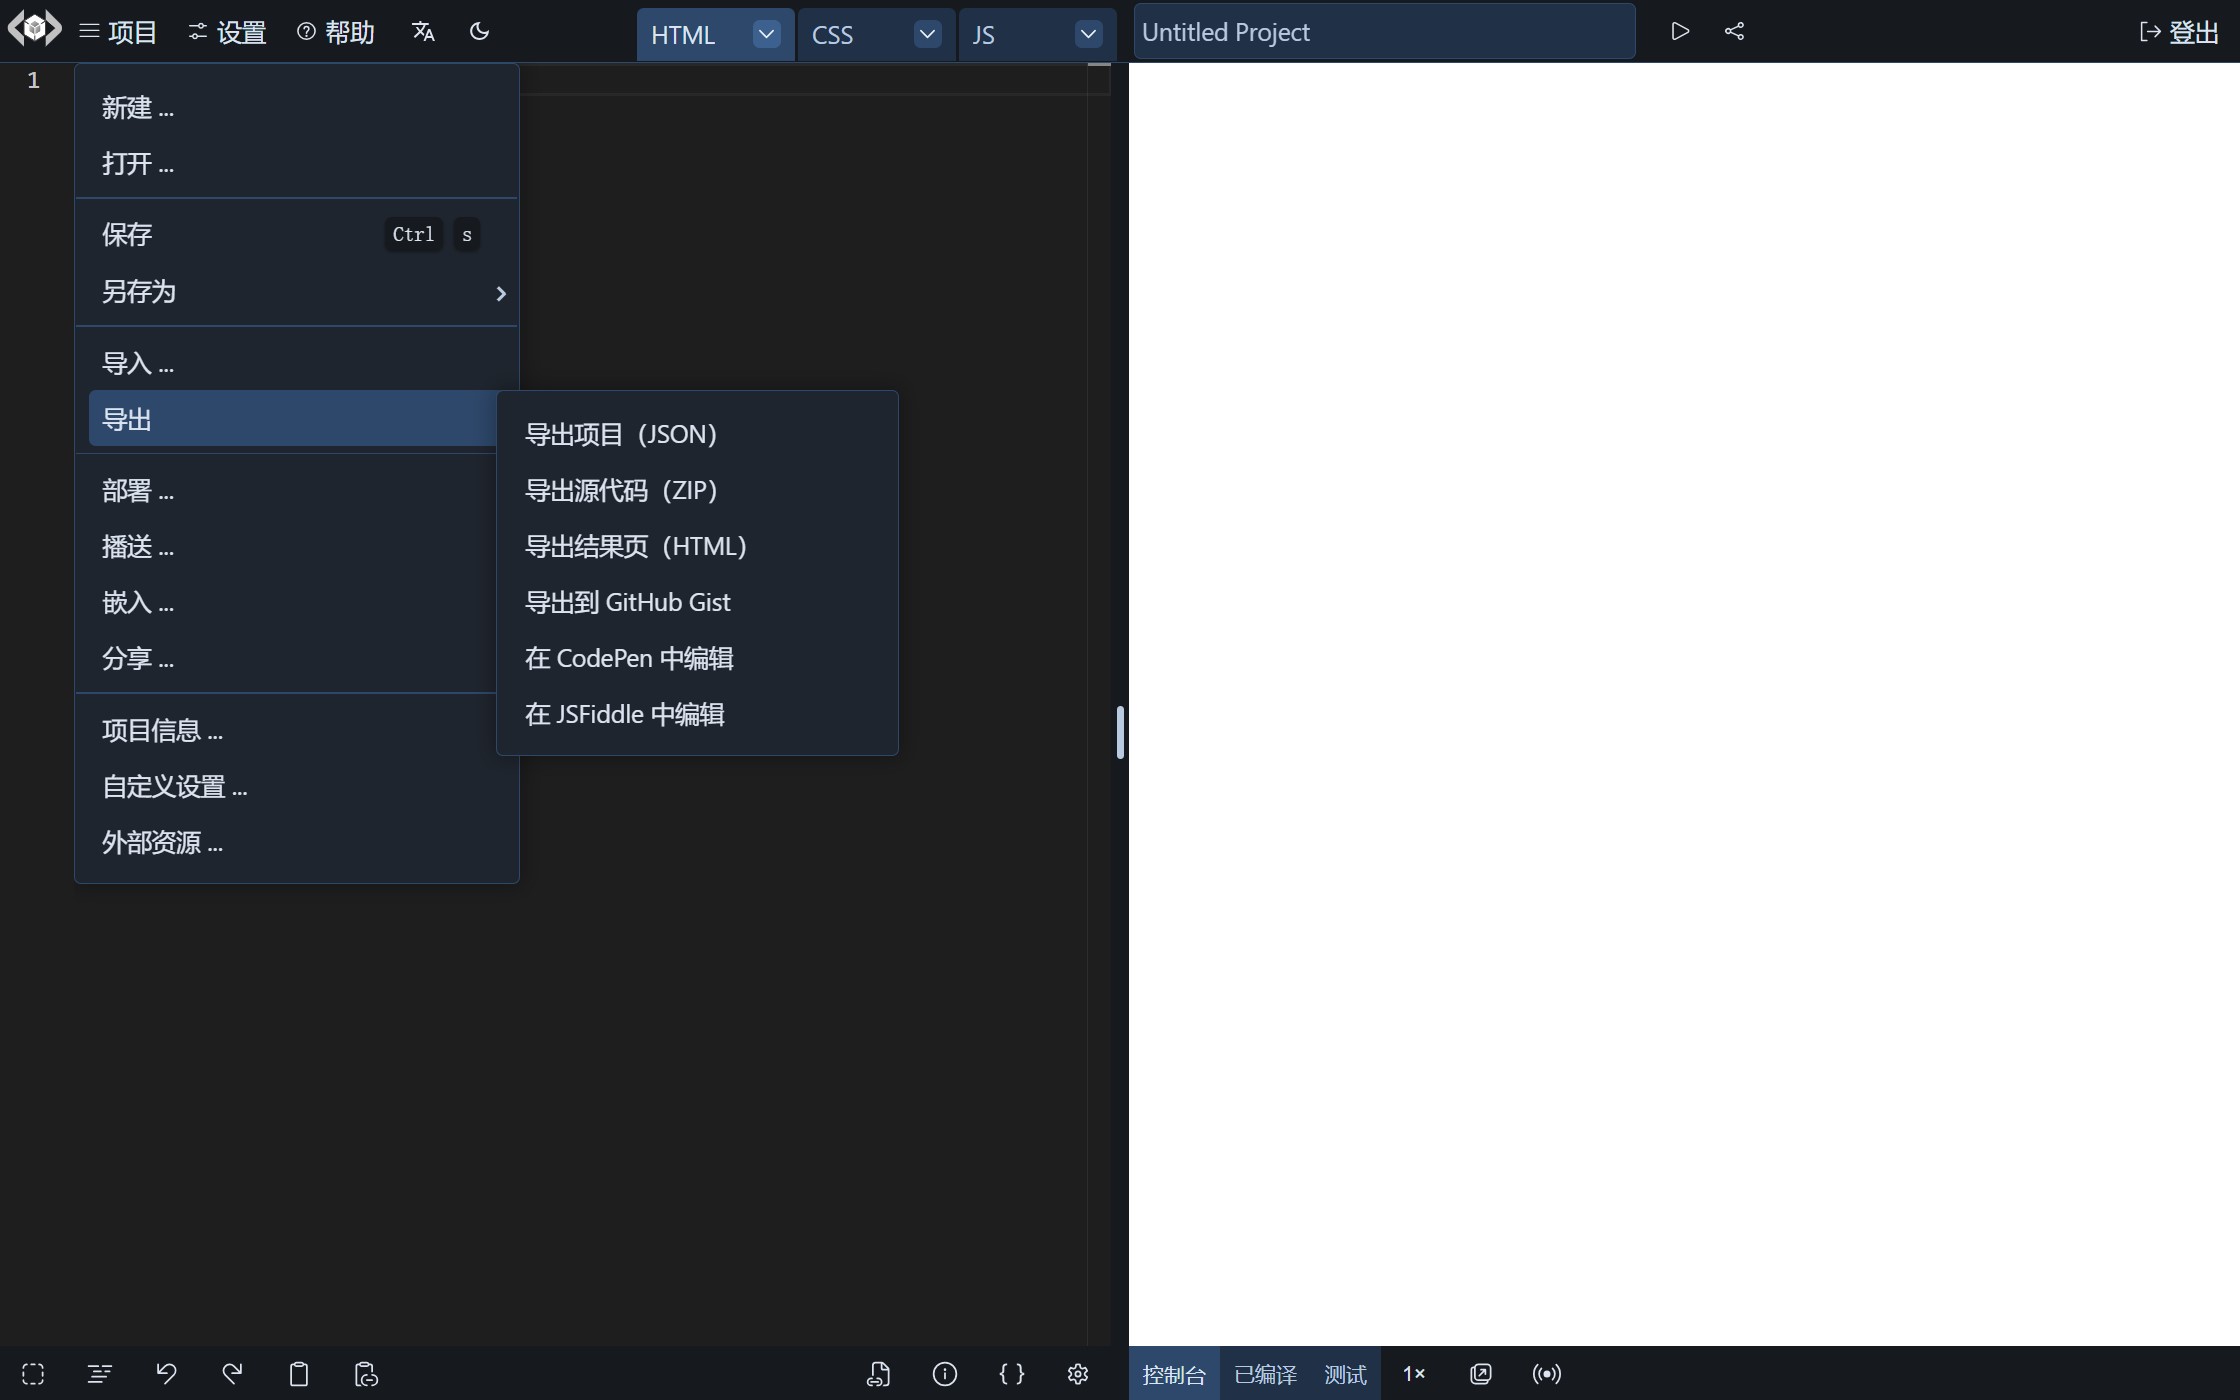 项目 设置 帮助 HTML CSS JS Untitled Project 登出
1
新建 ...
打开 ...
保存 Ctrl s
另存为
导入 ...
导出
导出项目（JSON）
导出源代码（ZIP）
导出结果页（HTML）
导出到 GitHub Gist
在 CodePen 中编辑
在 JSFiddle 中编辑
部署 ...
播送 ...
嵌入 ...
分享 ...
项目信息 ...
自定义设置 ...
外部资源 ...
控制台 已编译 测试 1×